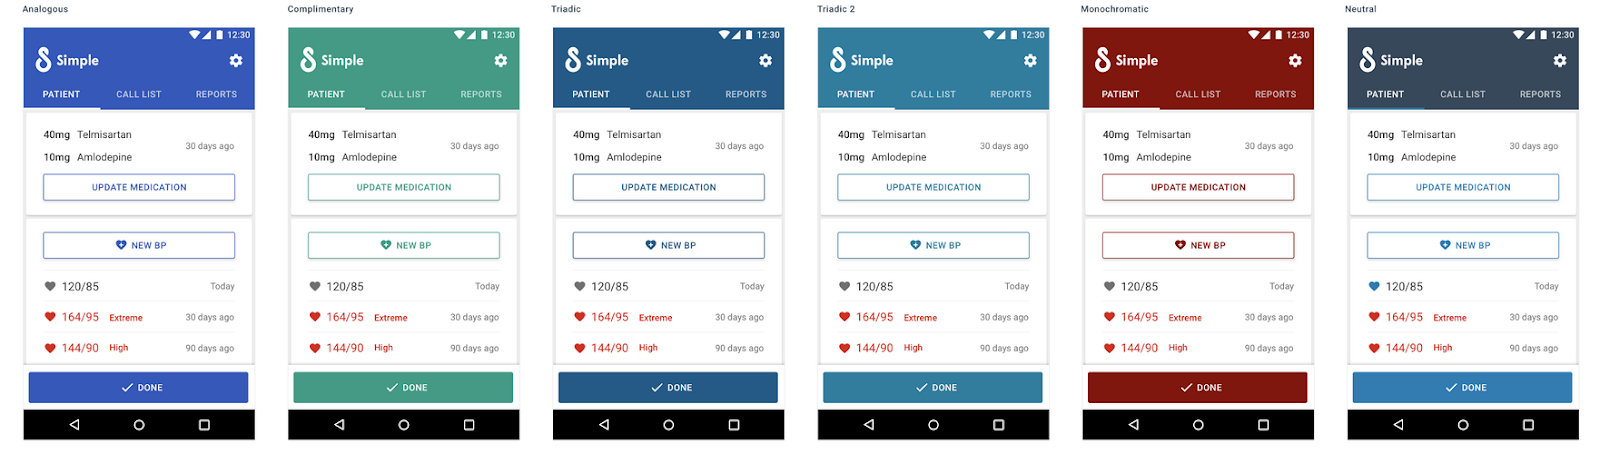 Analogous
12:30
Simple
PATIENT CALL LIST REPORTS
40mg Telmisartan
30 days ago
10mg Amlodepine
UPDATE MEDICATION
NEW BP
120/85 Today
164/95 Extreme 30 days ago
144/90 High 90 days ago
DONE
Complimentary
12:30
Simple
PATIENT CALL LIST REPORTS
40mg Telmisartan
30 days ago
10mg Amlodepine
UPDATE MEDICATION
NEW BP
120/85 Today
164/95 Extreme 30 days ago
144/90 High 90 days ago
DONE
Triadic
12:30
Simple
PATIENT CALL LIST REPORTS
40mg Telmisartan
30 days ago
10mg Amlodepine
UPDATE MEDICATION
NEW BP
120/85 Today
164/95 Extreme 30 days ago
144/90 High 90 days ago
DONE
Triadic 2
12:30
Simple
PATIENT CALL LIST REPORTS
40mg Telmisartan
30 days ago
10mg Amlodepine
UPDATE MEDICATION
NEW BP
120/85 Today
164/95 Extreme 30 days ago
144/90 High 90 days ago
DONE
Monochromatic
12:30
Simple
PATIENT CALL LIST REPORTS
40mg Telmisartan
30 days ago
10mg Amlodepine
UPDATE MEDICATION
NEW BP
120/85 Today
164/95 Extreme 30 days ago
144/90 High 90 days ago
DONE
Neutral
12:30
Simple
PATIENT CALL LIST REPORTS
40mg Telmisartan
30 days ago
10mg Amlodepine
UPDATE MEDICATION
NEW BP
120/85 Today
164/95 Extreme 30 days ago
144/90 High 90 days ago
DONE